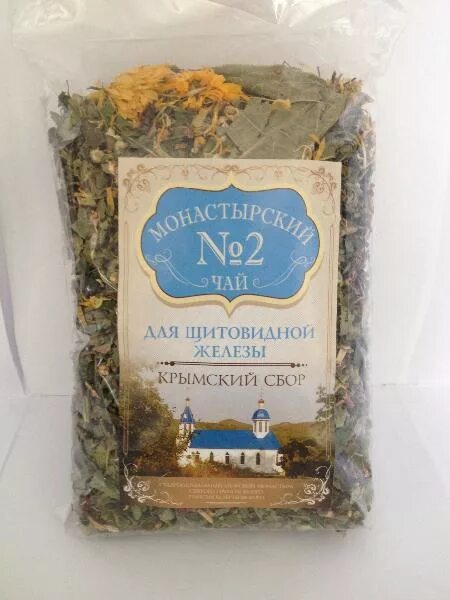 МОНАСТЫРСКИЙ
№2
ЧАЙ
ДЛЯ ЩИТОВИДНОЙ
ЖЕЛЕЗЫ
КРЫМСКИЙ СБОР